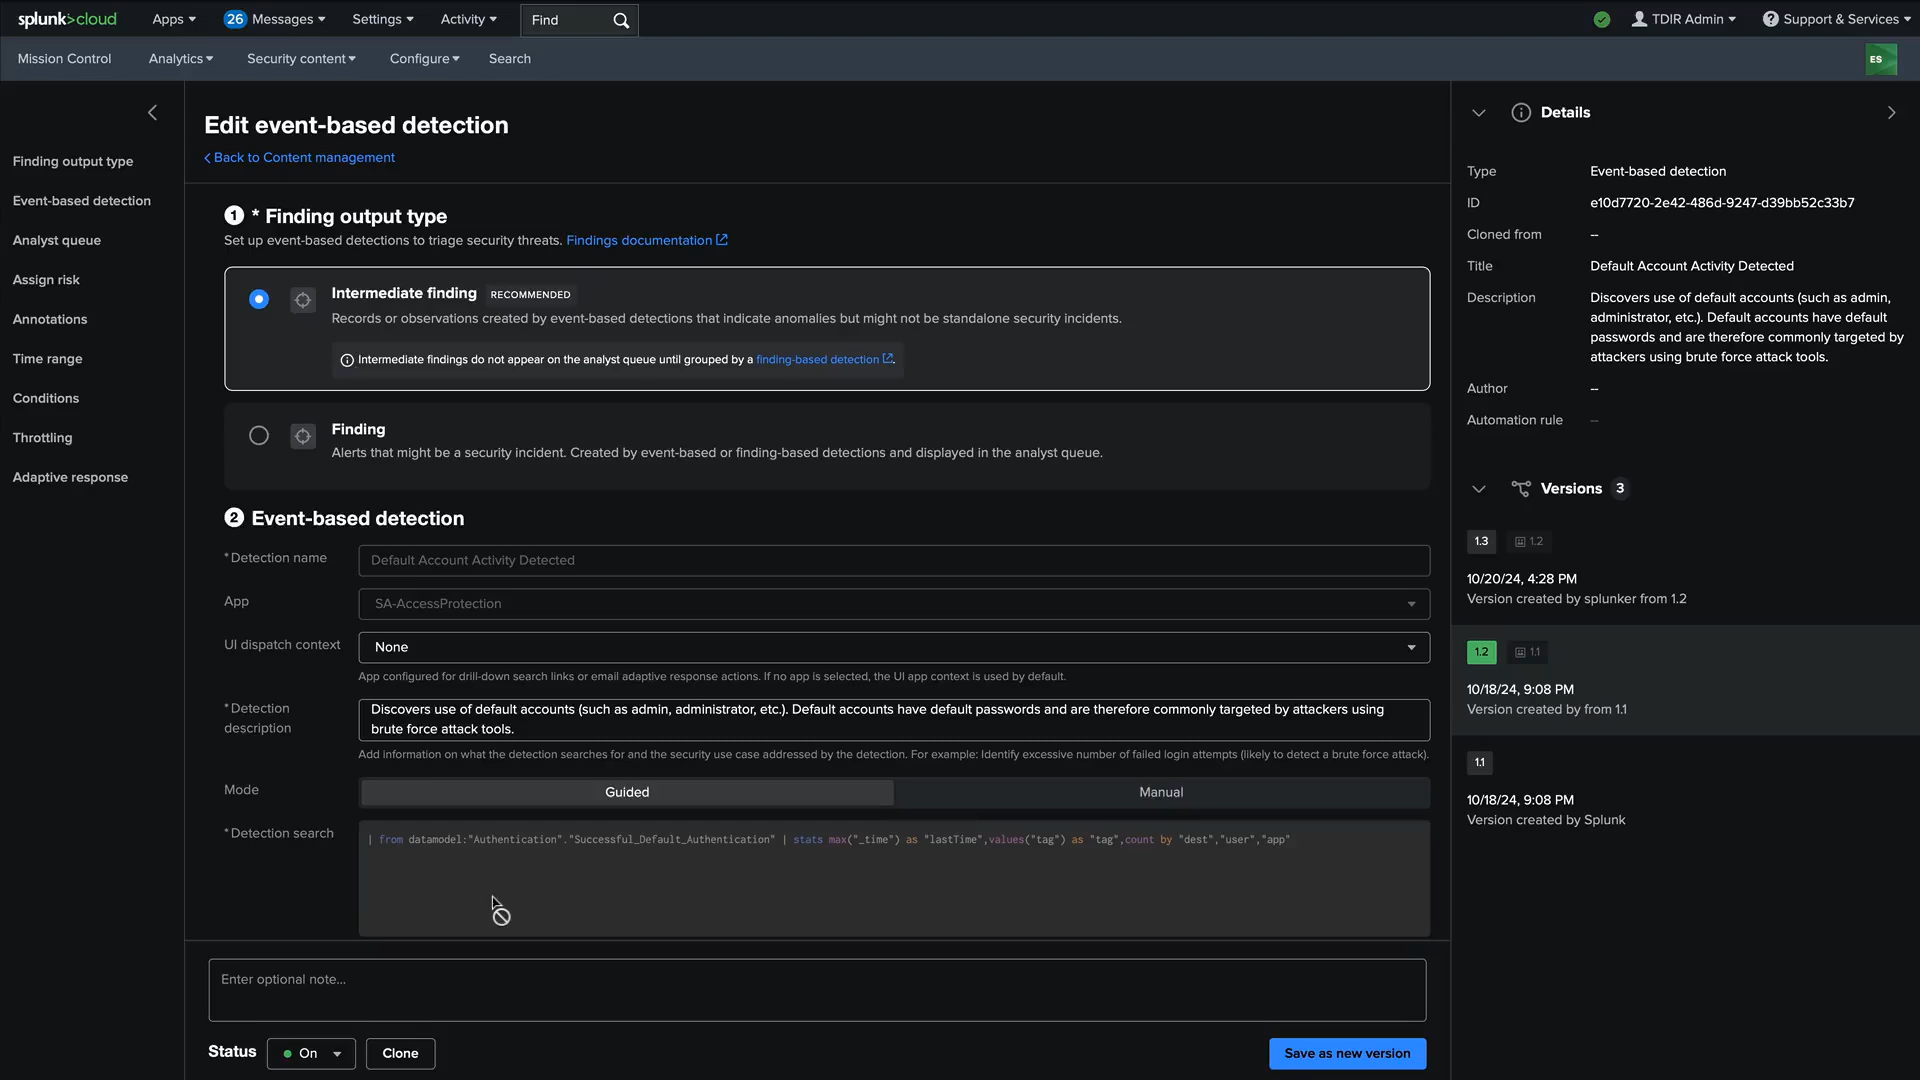 splunk>cloud Apps 26 Messages Settings Activity Find TDIR Admin Support & Services
Mission Control Analytics Security content Configure Search ES
Finding output type
Event-based detection
Analyst queue
Assign risk
Annotations
Time range
Conditions
Throttling
Adaptive response
Edit event-based detection
Back to Content management
1 * Finding output type
Set up event-based detections to triage security threats. Findings documentation
Intermediate finding RECOMMENDED
Records or observations created by event-based detections that indicate anomalies but might not be standalone security incidents.
Intermediate findings do not appear on the analyst queue until grouped by a finding-based detection .
Finding
Alerts that might be a security incident. Created by event-based or finding-based detections and displayed in the analyst queue.
2 Event-based detection
* Detection name Default Account Activity Detected
App SA-AccessProtection
UI dispatch context None
App configured for drill-down search links or email adaptive response actions. If no app is selected, the UI app context is used by default.
* Detection description
Discovers use of default accounts (such as admin, administrator, etc.). Default accounts have default passwords and are therefore commonly targeted by attackers using
brute force attack tools.
Add information on what the detection searches for and the security use case addressed by the detection. For example: Identify excessive number of failed login attempts (likely to detect a brute force attack).
Mode Guided Manual
* Detection search | from datamodel:"Authentication"."Successful_Default_Authentication" | stats max("_time") as "lastTime",values("tag") as "tag",count by "dest","user","app"
Enter optional note...
Status On Clone Save as new version
Details
Type Event-based detection
ID e10d7720-2e42-486d-9247-d39bb52c33b7
Cloned from --
Title Default Account Activity Detected
Description Discovers use of default accounts (such as admin,
administrator, etc.). Default accounts have default
passwords and are therefore commonly targeted by
attackers using brute force attack tools.
Author --
Automation rule --
Versions 3
1.3 1.2
10/20/24, 4:28 PM
Version created by splunker from 1.2
1.2 1.1
10/18/24, 9:08 PM
Version created by from 1.1
1.1
10/18/24, 9:08 PM
Version created by Splunk